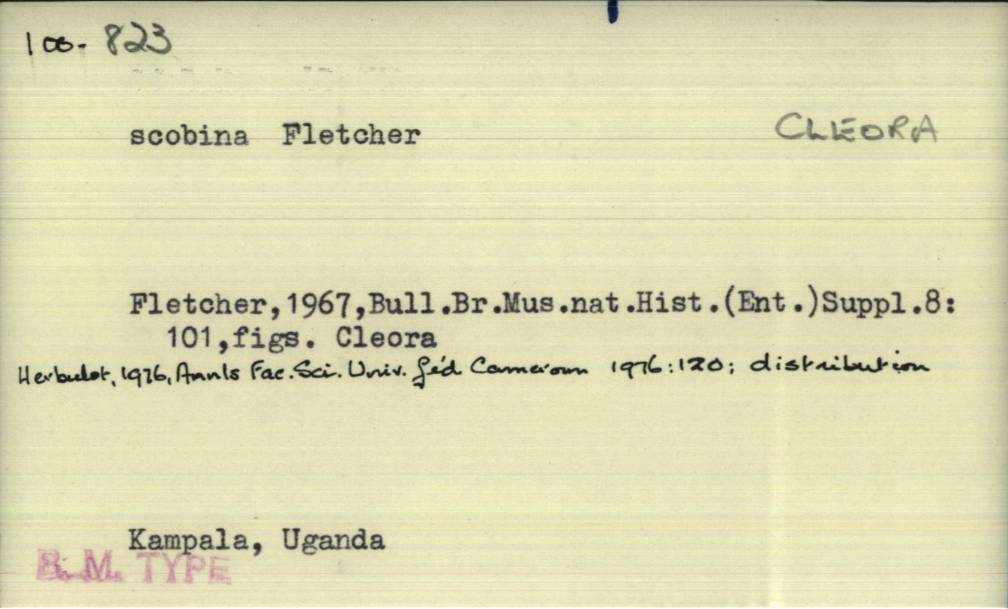 100- 823
scobina Fletcher CLEORA
Fletcher,1967,Bull.Br.Mus.nat.Hist.(Ent.)Suppl.8:
101,figs. Cleora
Herbulot, 1976, Annls Fac. Sci. Univ. féd Cameroun 1976:120; distribution
Kampala, Uganda
B. M. TYPE